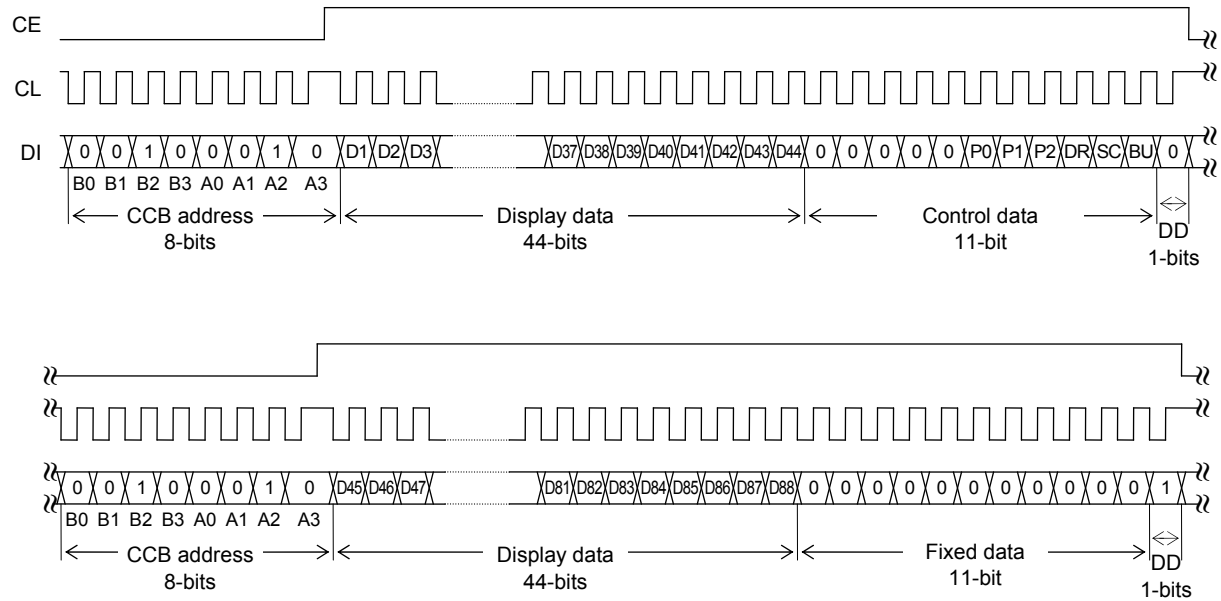 CE
CL
DI 0 0 1 0 0 0 1 0 D1 D2 D3 D37 D38 D39 D40 D41 D42 D43 D44 0 0 0 0 0 P0 P1 P2 DR SC BU 0
B0 B1 B2 B3 A0 A1 A2 A3
CCB address Display data Control data DD
8-bits 44-bits 11-bit 1-bits
0 0 1 0 0 0 1 0 D45 D46 D47 D81 D82 D83 D84 D85 D86 D87 D88 0 0 0 0 0 0 0 0 0 0 0 1
B0 B1 B2 B3 A0 A1 A2 A3
CCB address Display data Fixed data DD
8-bits 44-bits 11-bit 1-bits